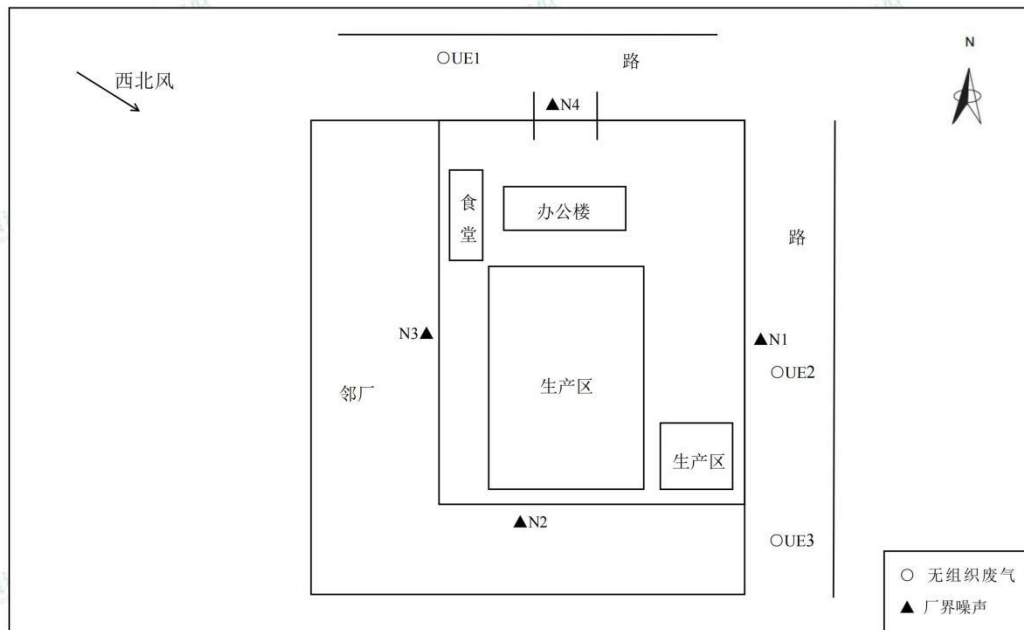 ○UE1
路
N
西北风
▲N4
食堂
办公楼
路
N3▲
▲N1
○UE2
邻厂
生产区
生产区
▲N2
○UE3
○ 无组织废气
▲ 厂界噪声